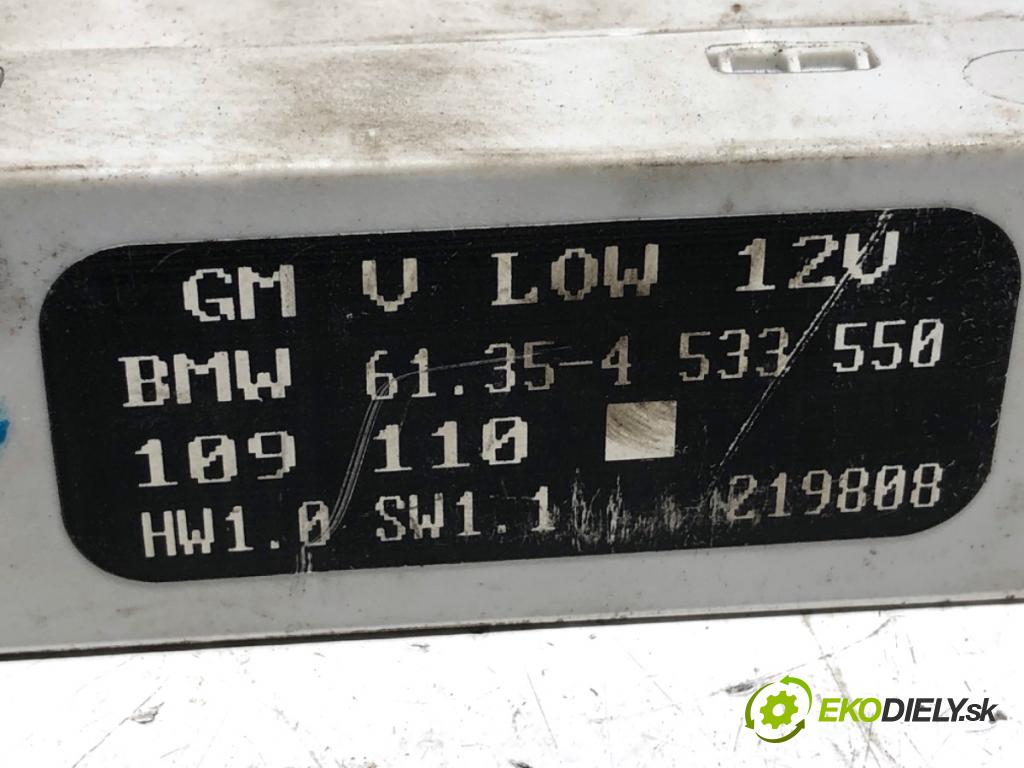 GM V LOW 12V
BMW 61.35-4 533 550
109 110
HW1.0 SW1.1 219808
EKODIELY.sk